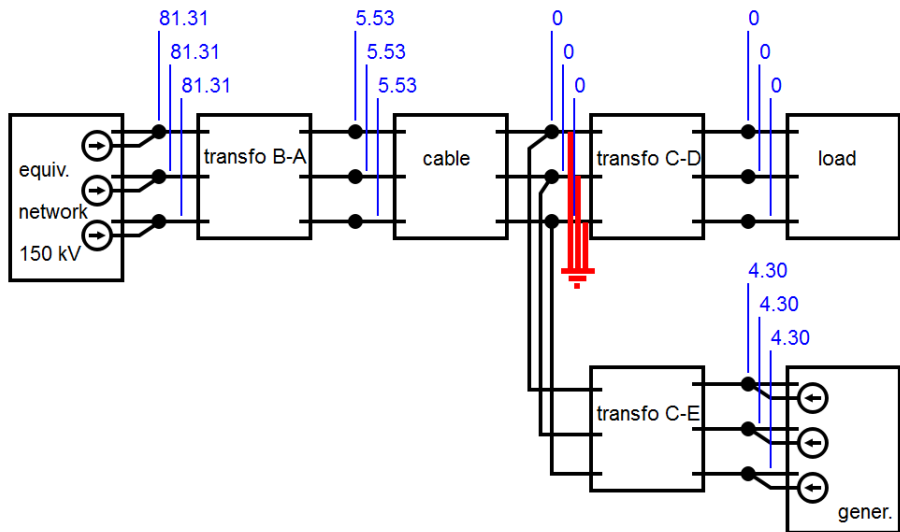 81.31 5.53 0 0
81.31 5.53 0 0
81.31 5.53 0 0
equiv.
network
150 kV
transfo B-A
cable
transfo C-D
load
4.30
4.30
4.30
transfo C-E
gener.